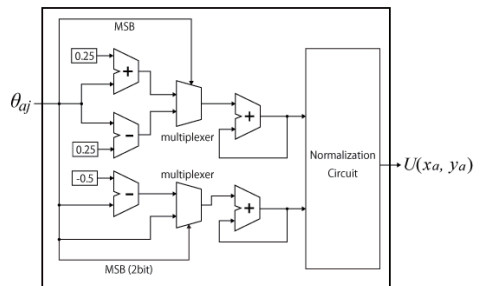 MSB
0.25
+
+
θaj
−
multiplexer
0.25
multiplexer
Normalization
Circuit
U(xa, ya)
-0.5
−
+
MSB (2bit)